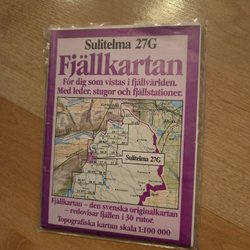 Sulitelma 27G
Fjällkartan
För dig som vistas i fjällvärlden.
Med leder, stugor och fjällstationer.
Sulitelma 27G
Fjällkartan – den svenska originalkartan
redovisar fjällen i 30 rutor.
Topografiska kartan skala 1:100 000